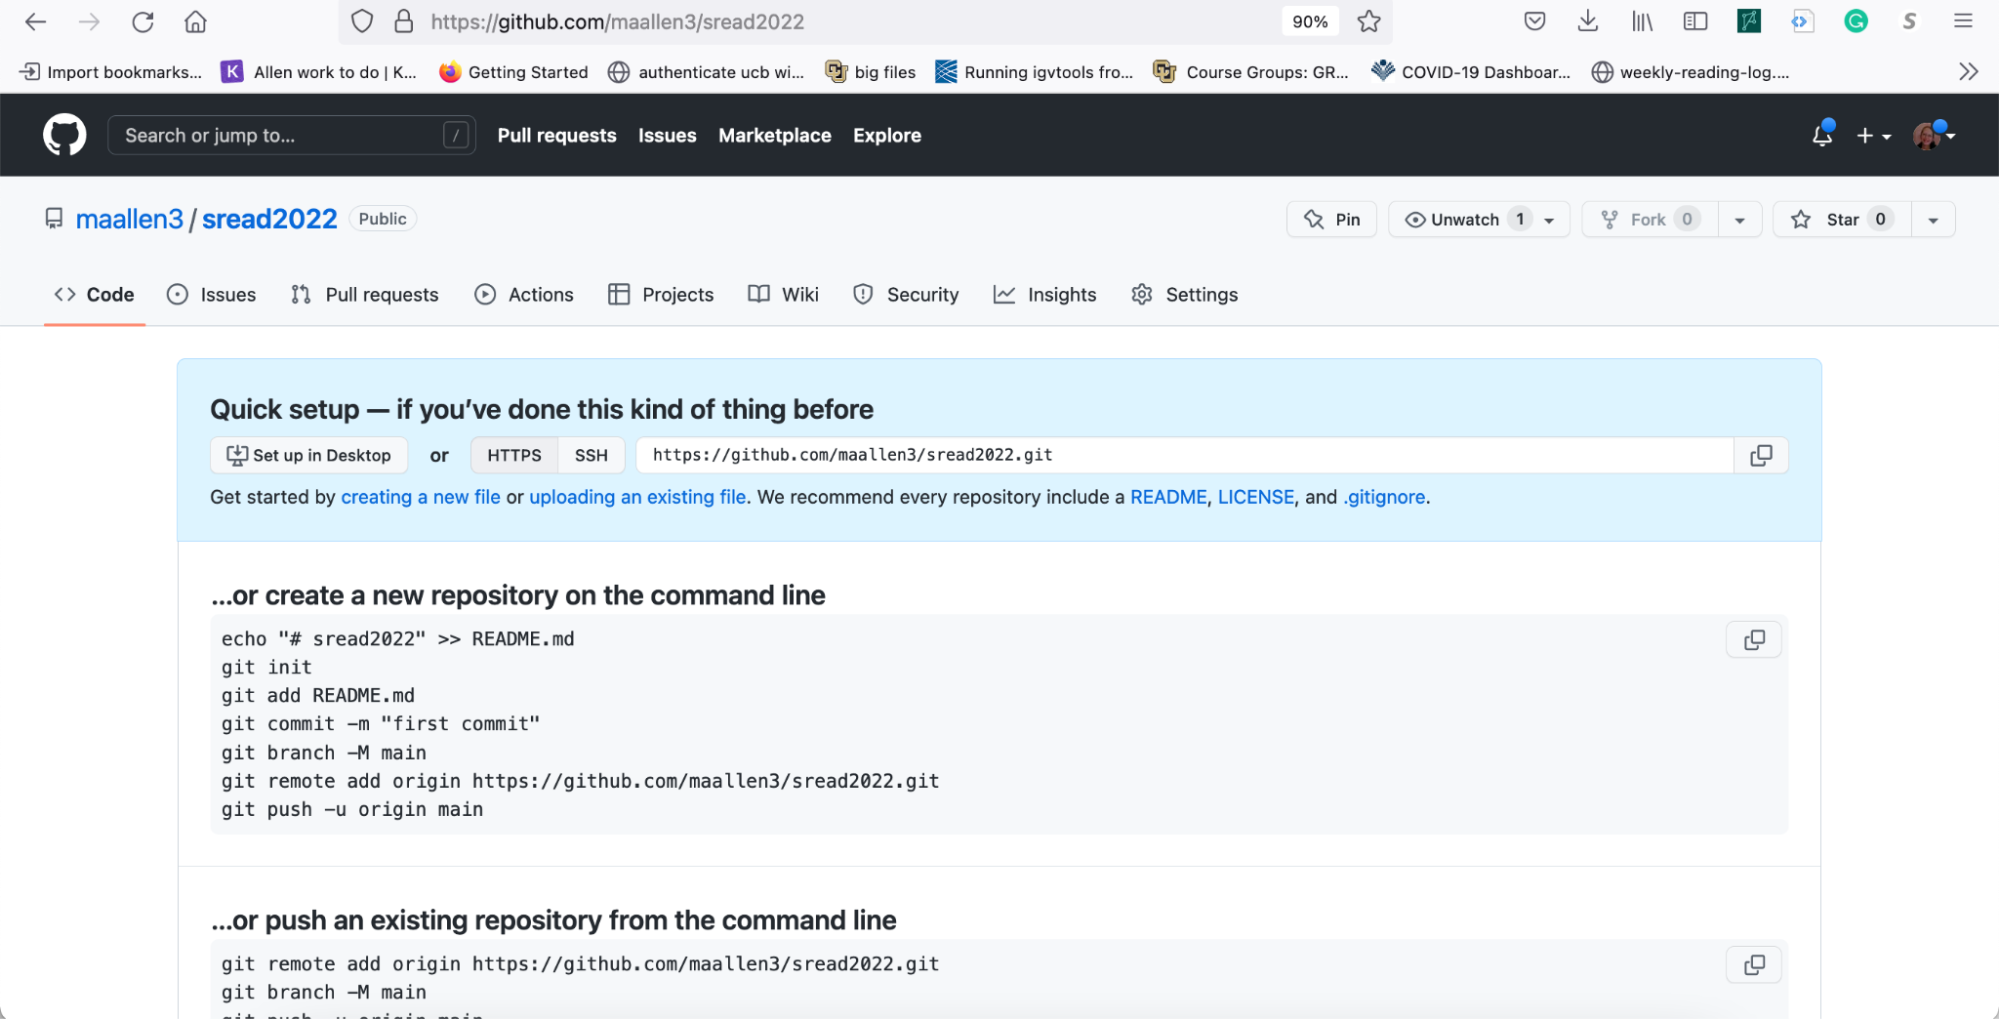 https://github.com/maallen3/sread2022 90% S
Import bookmarks... K Allen work to do | K... Getting Started authenticate ucb wi... big files Running igvtools fro... Course Groups: GR... COVID-19 Dashboar... weekly-reading-log....
Search or jump to... / Pull requests Issues Marketplace Explore
maallen3 / sread2022 Public Pin Unwatch 1 Fork 0 Star 0
Code Issues Pull requests Actions Projects Wiki Security Insights Settings
Quick setup — if you’ve done this kind of thing before
Set up in Desktop or HTTPS SSH https://github.com/maallen3/sread2022.git
Get started by creating a new file or uploading an existing file. We recommend every repository include a README, LICENSE, and .gitignore.
…or create a new repository on the command line
echo "# sread2022" >> README.md
git init
git add README.md
git commit -m "first commit"
git branch -M main
git remote add origin https://github.com/maallen3/sread2022.git
git push -u origin main
…or push an existing repository from the command line
git remote add origin https://github.com/maallen3/sread2022.git
git branch -M main
git push -u origin main